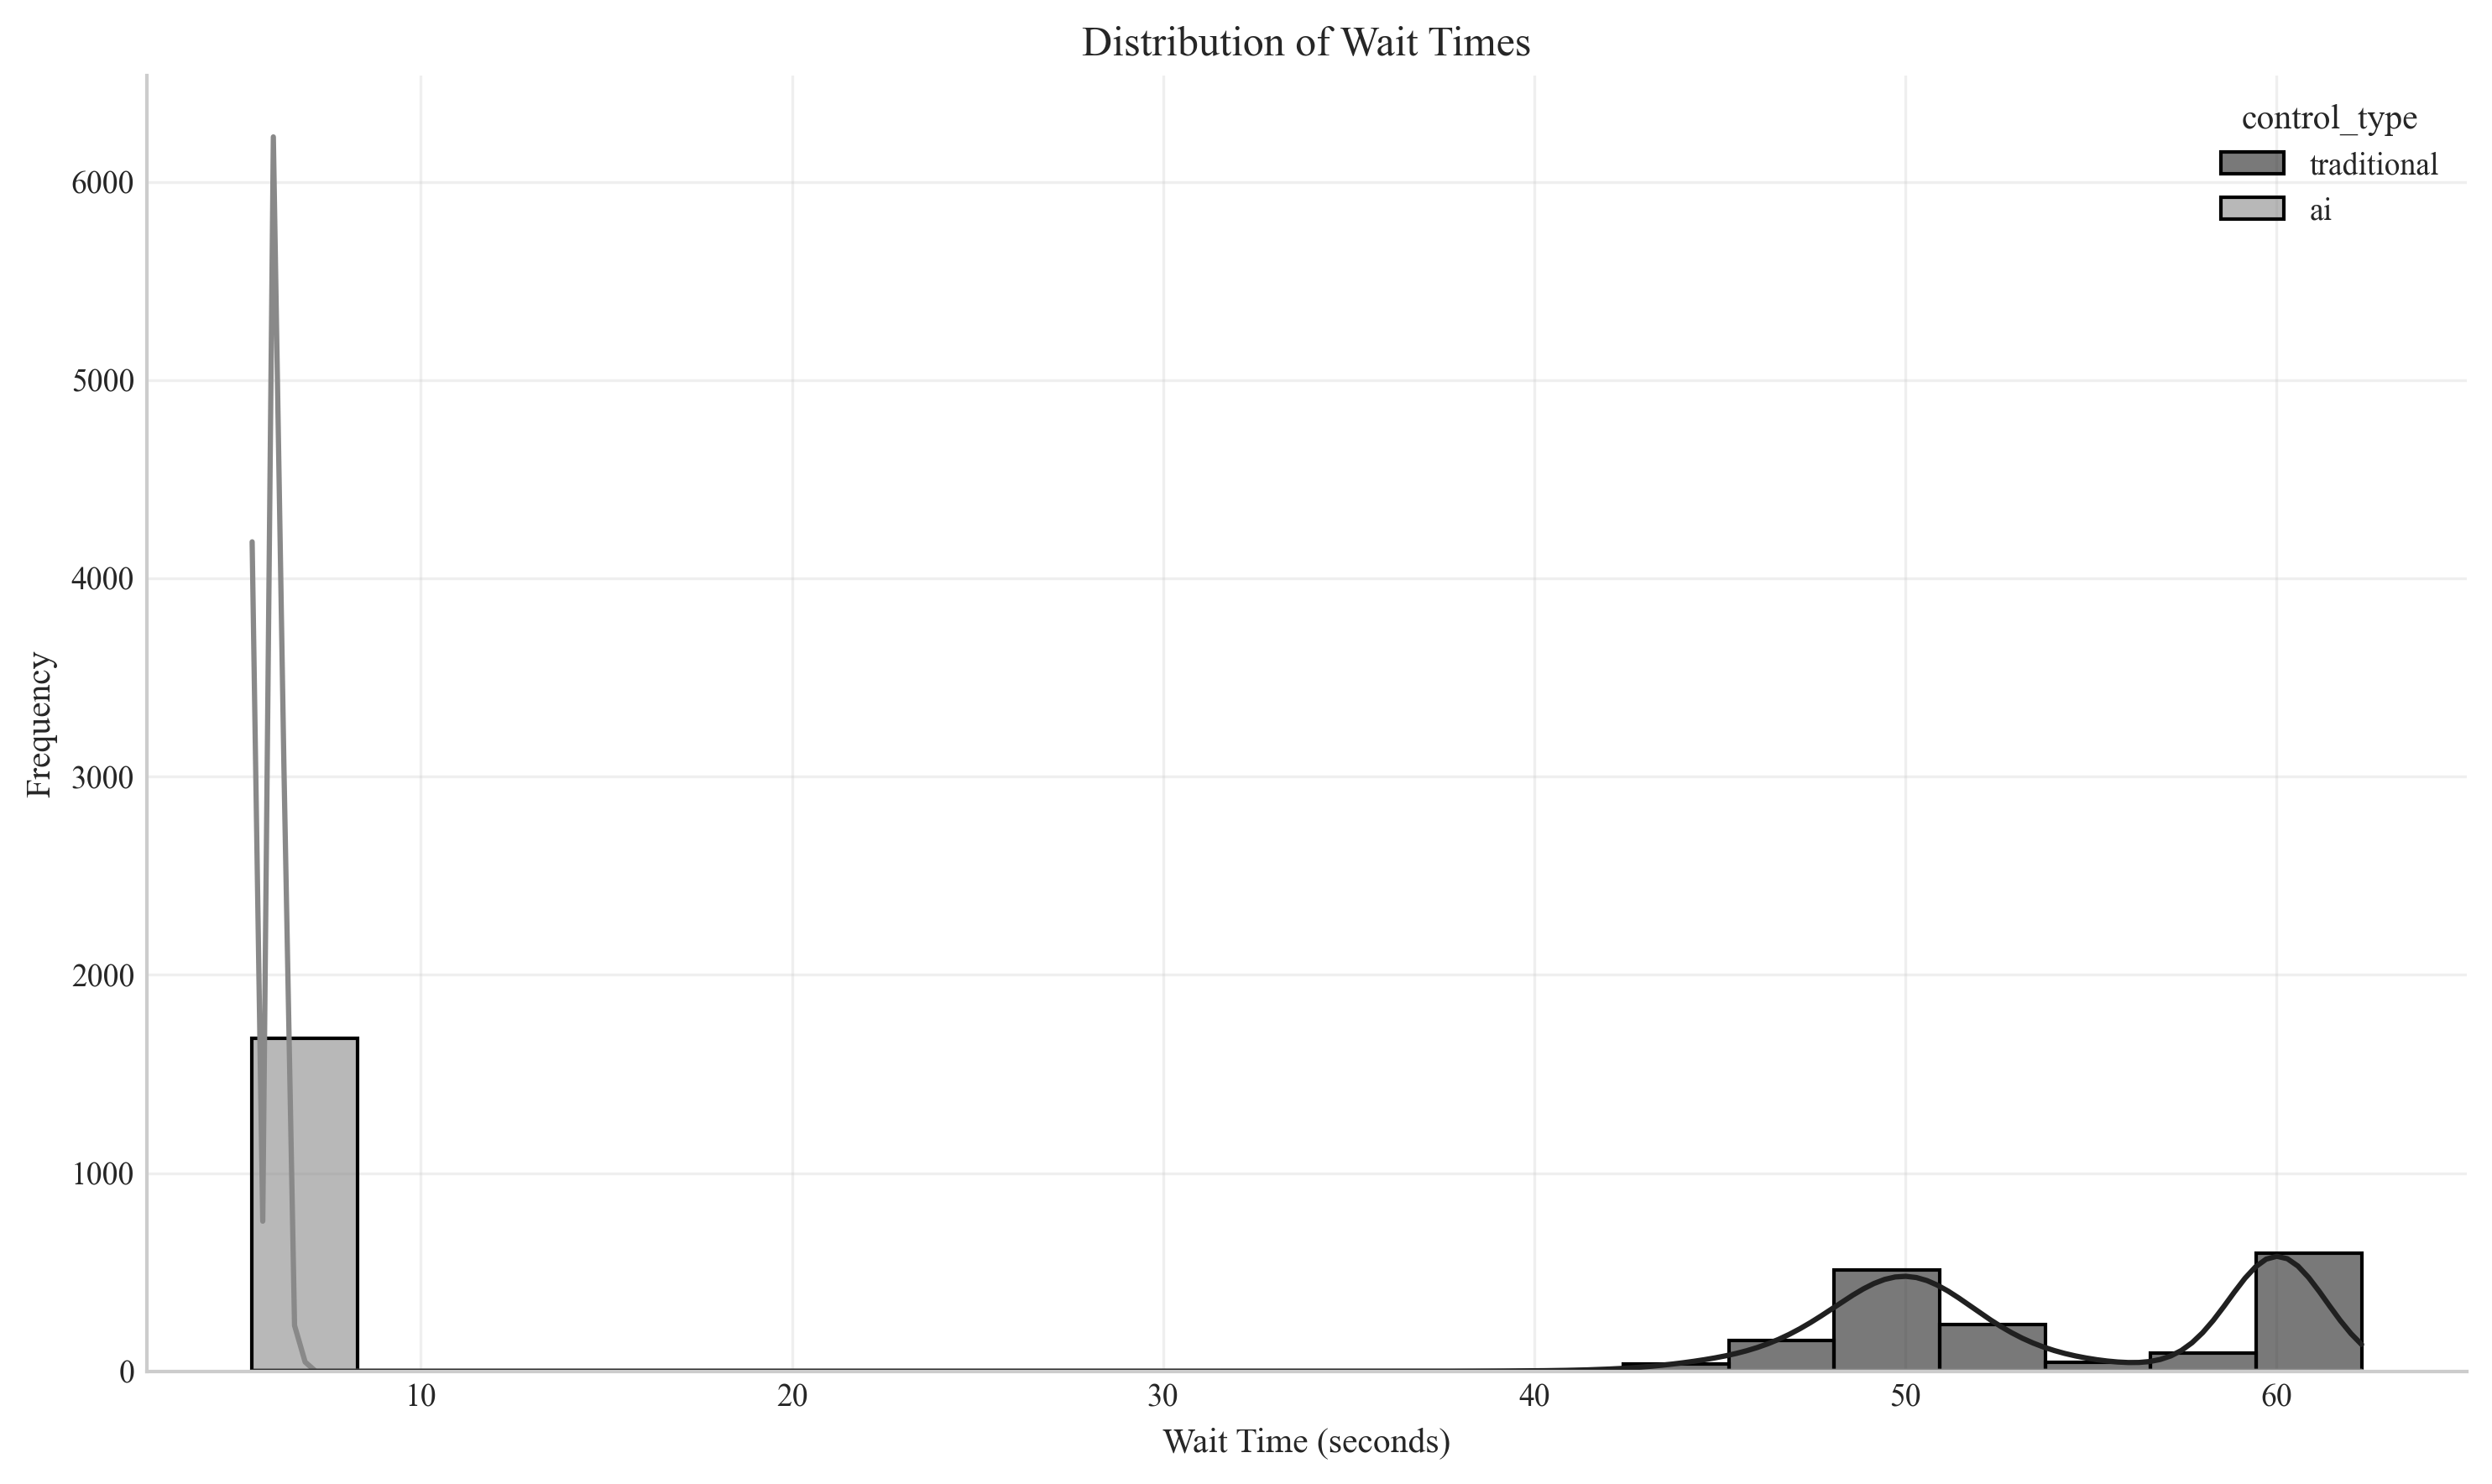 Distribution of Wait Times
control_type
traditional
ai
6000
5000
4000
3000
2000
1000
0
Frequency
10 20 30 40 50 60
Wait Time (seconds)